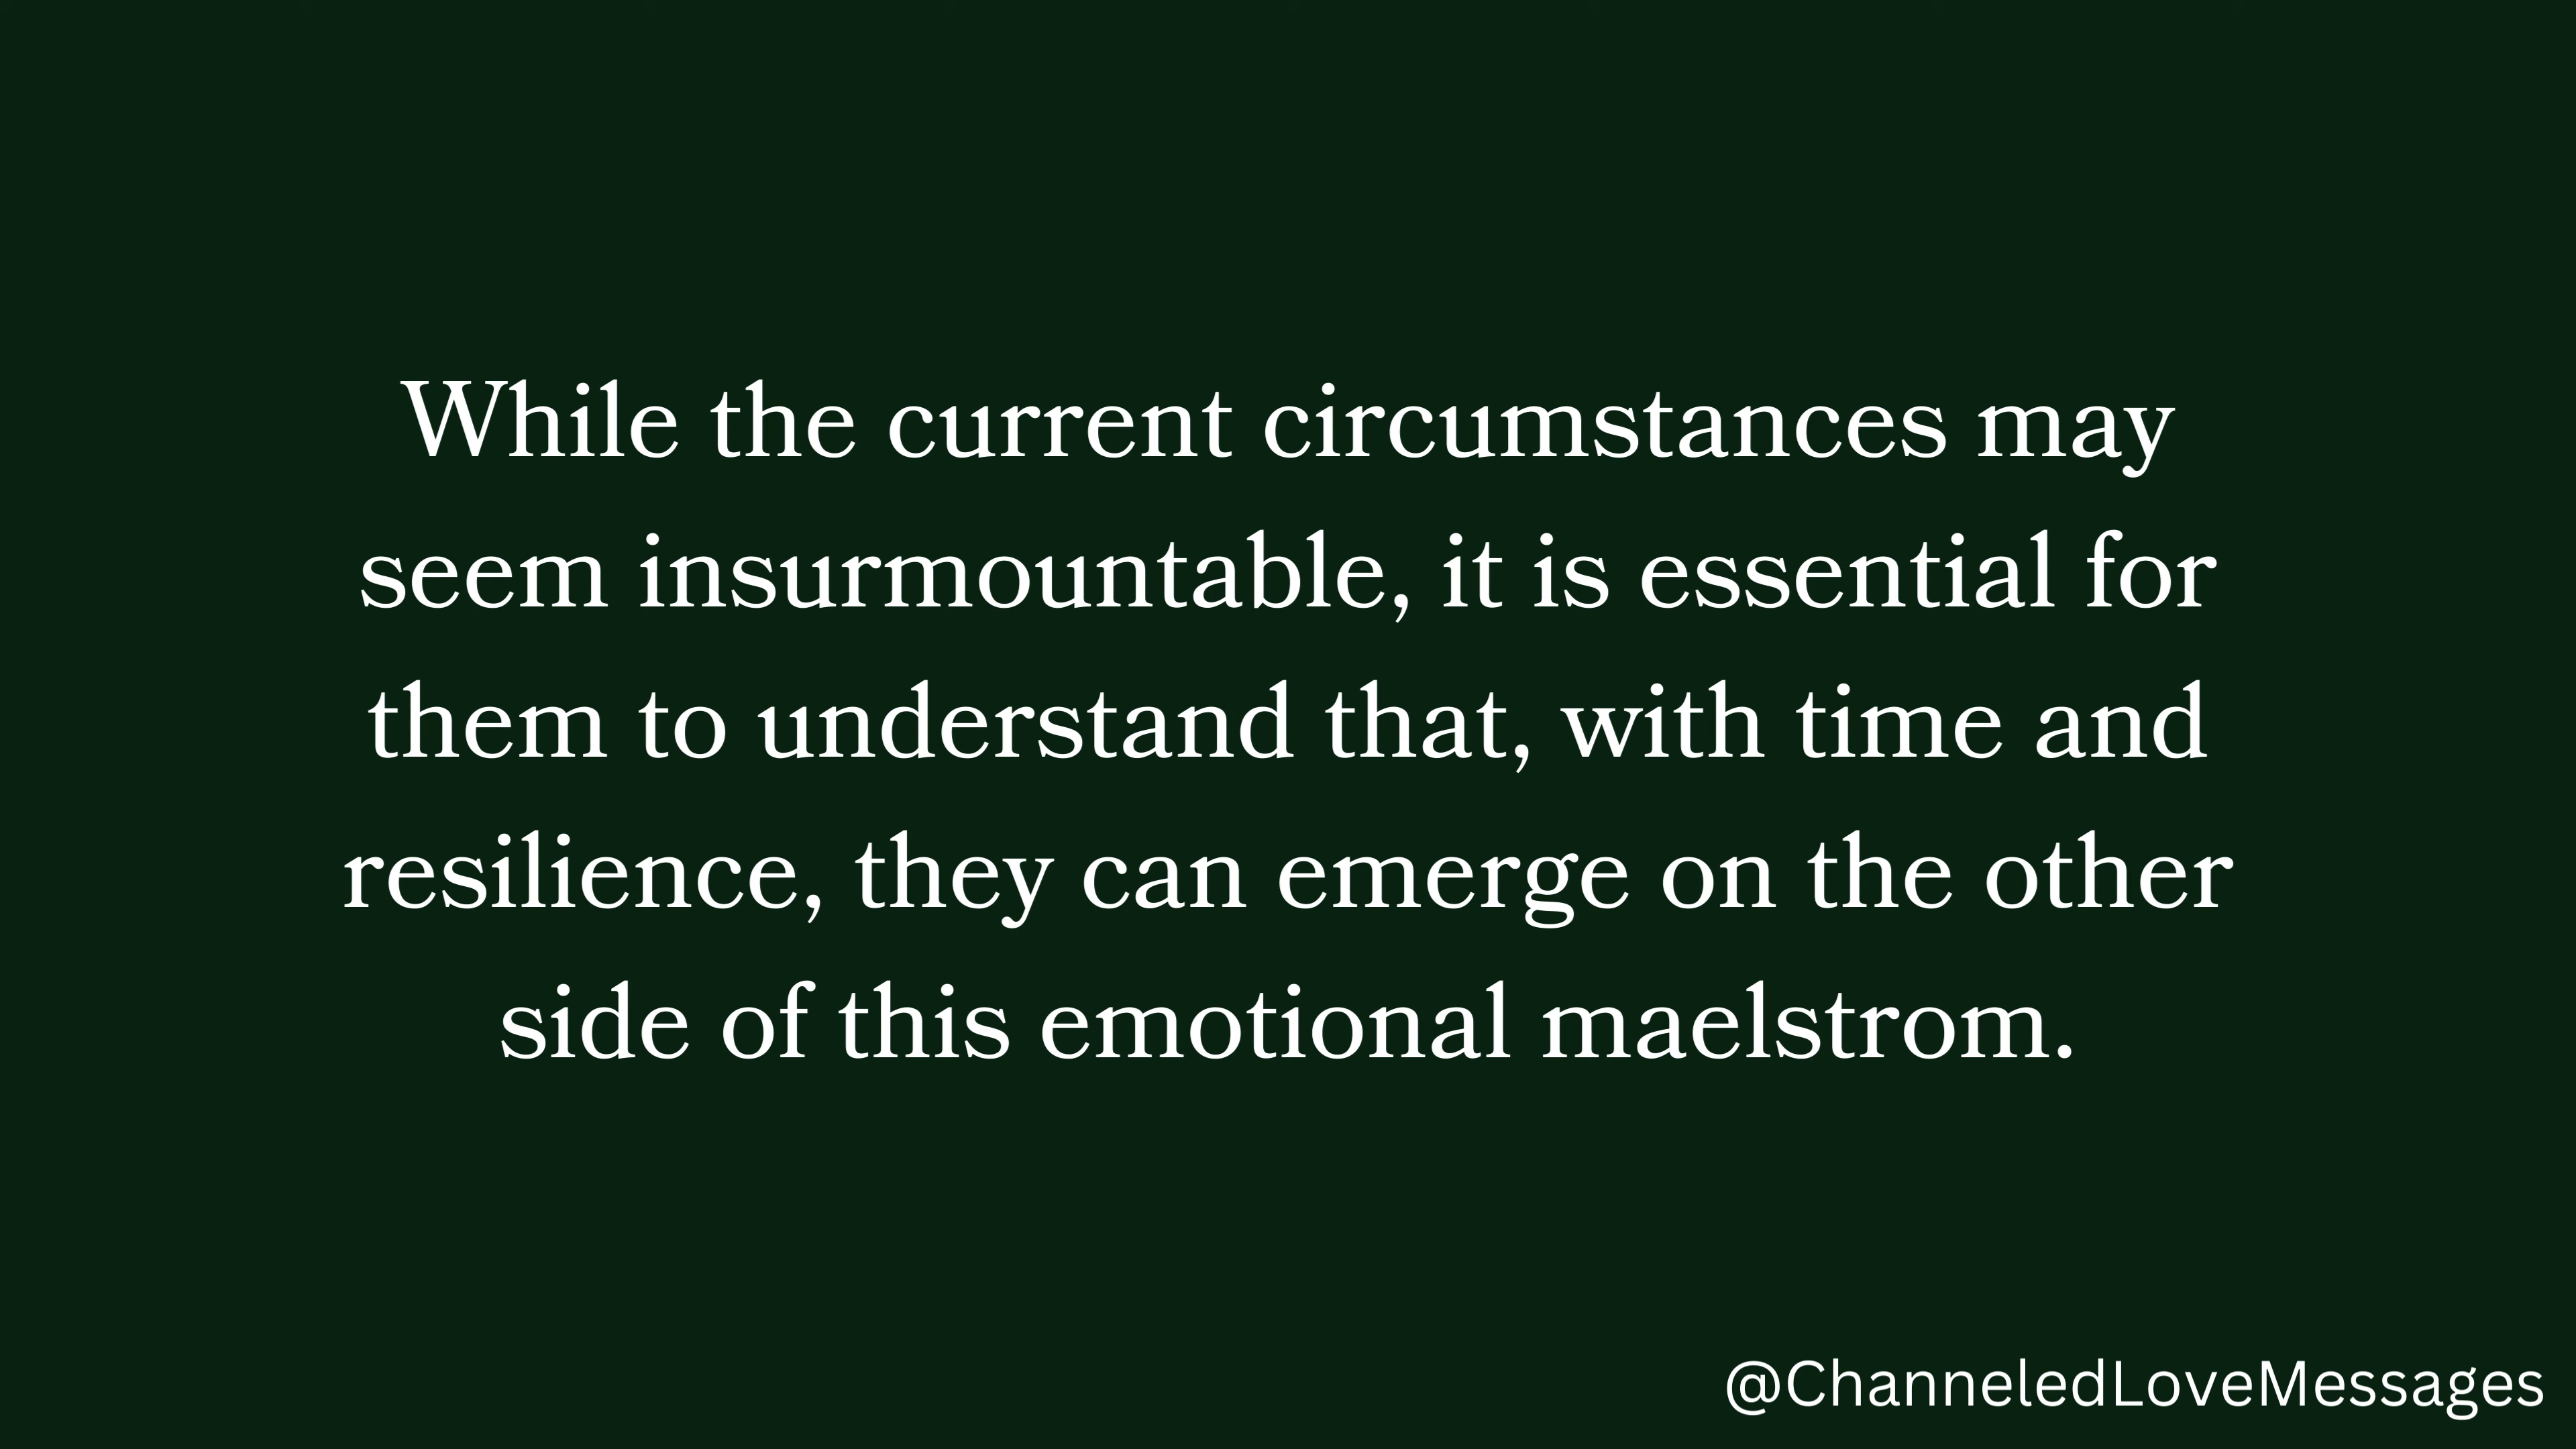 While the current circumstances may
seem insurmountable, it is essential for
them to understand that, with time and
resilience, they can emerge on the other
side of this emotional maelstrom.
@ChanneledLoveMessages